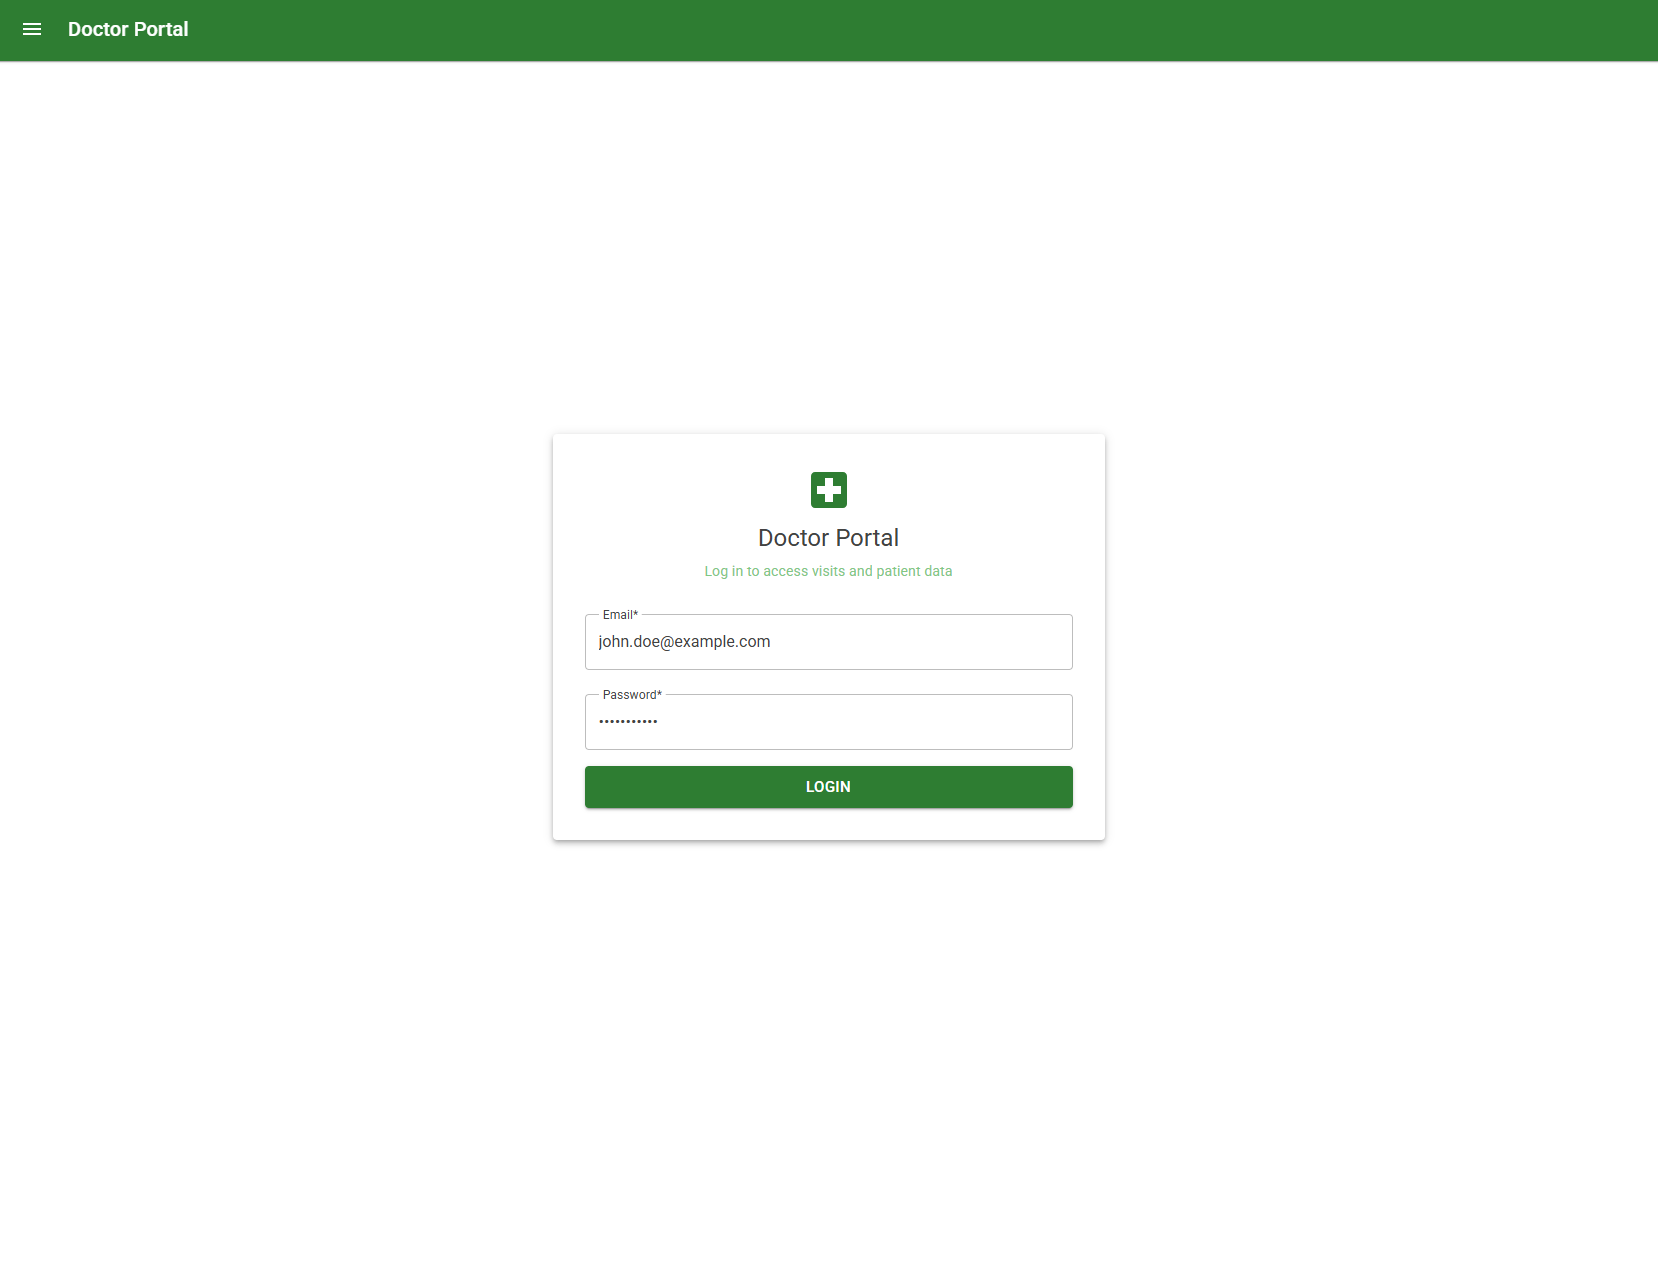 Doctor Portal
Doctor Portal
Log in to access visits and patient data
Email*
john.doe@example.com
Password*
•••••••••••
LOGIN